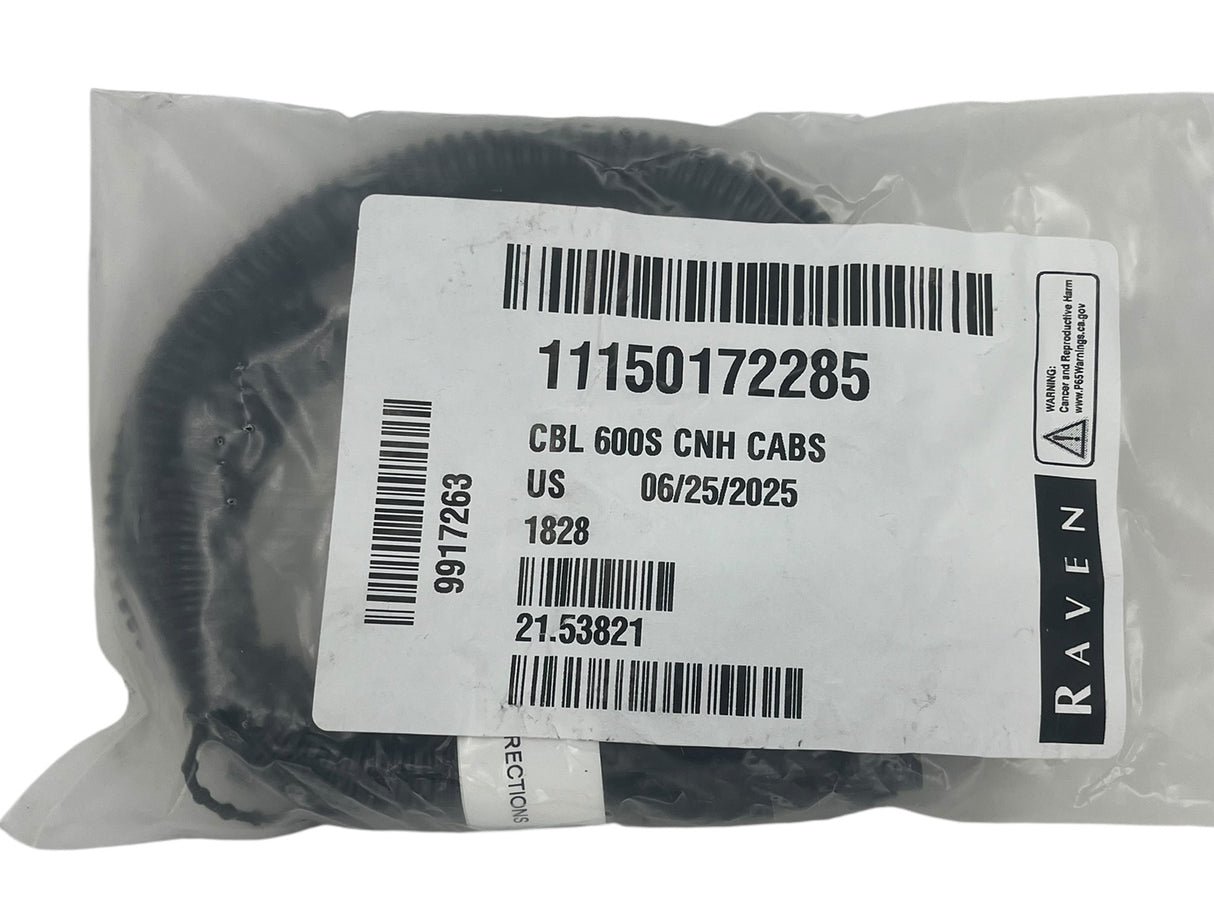 11150172285
CBL 600S CNH CABS
US 06/25/2025
1828
21.53821
9917263
WARNING:
Cancer and Reproductive Harm
www.P65Warnings.ca.gov
RAVEN
RECTIONS